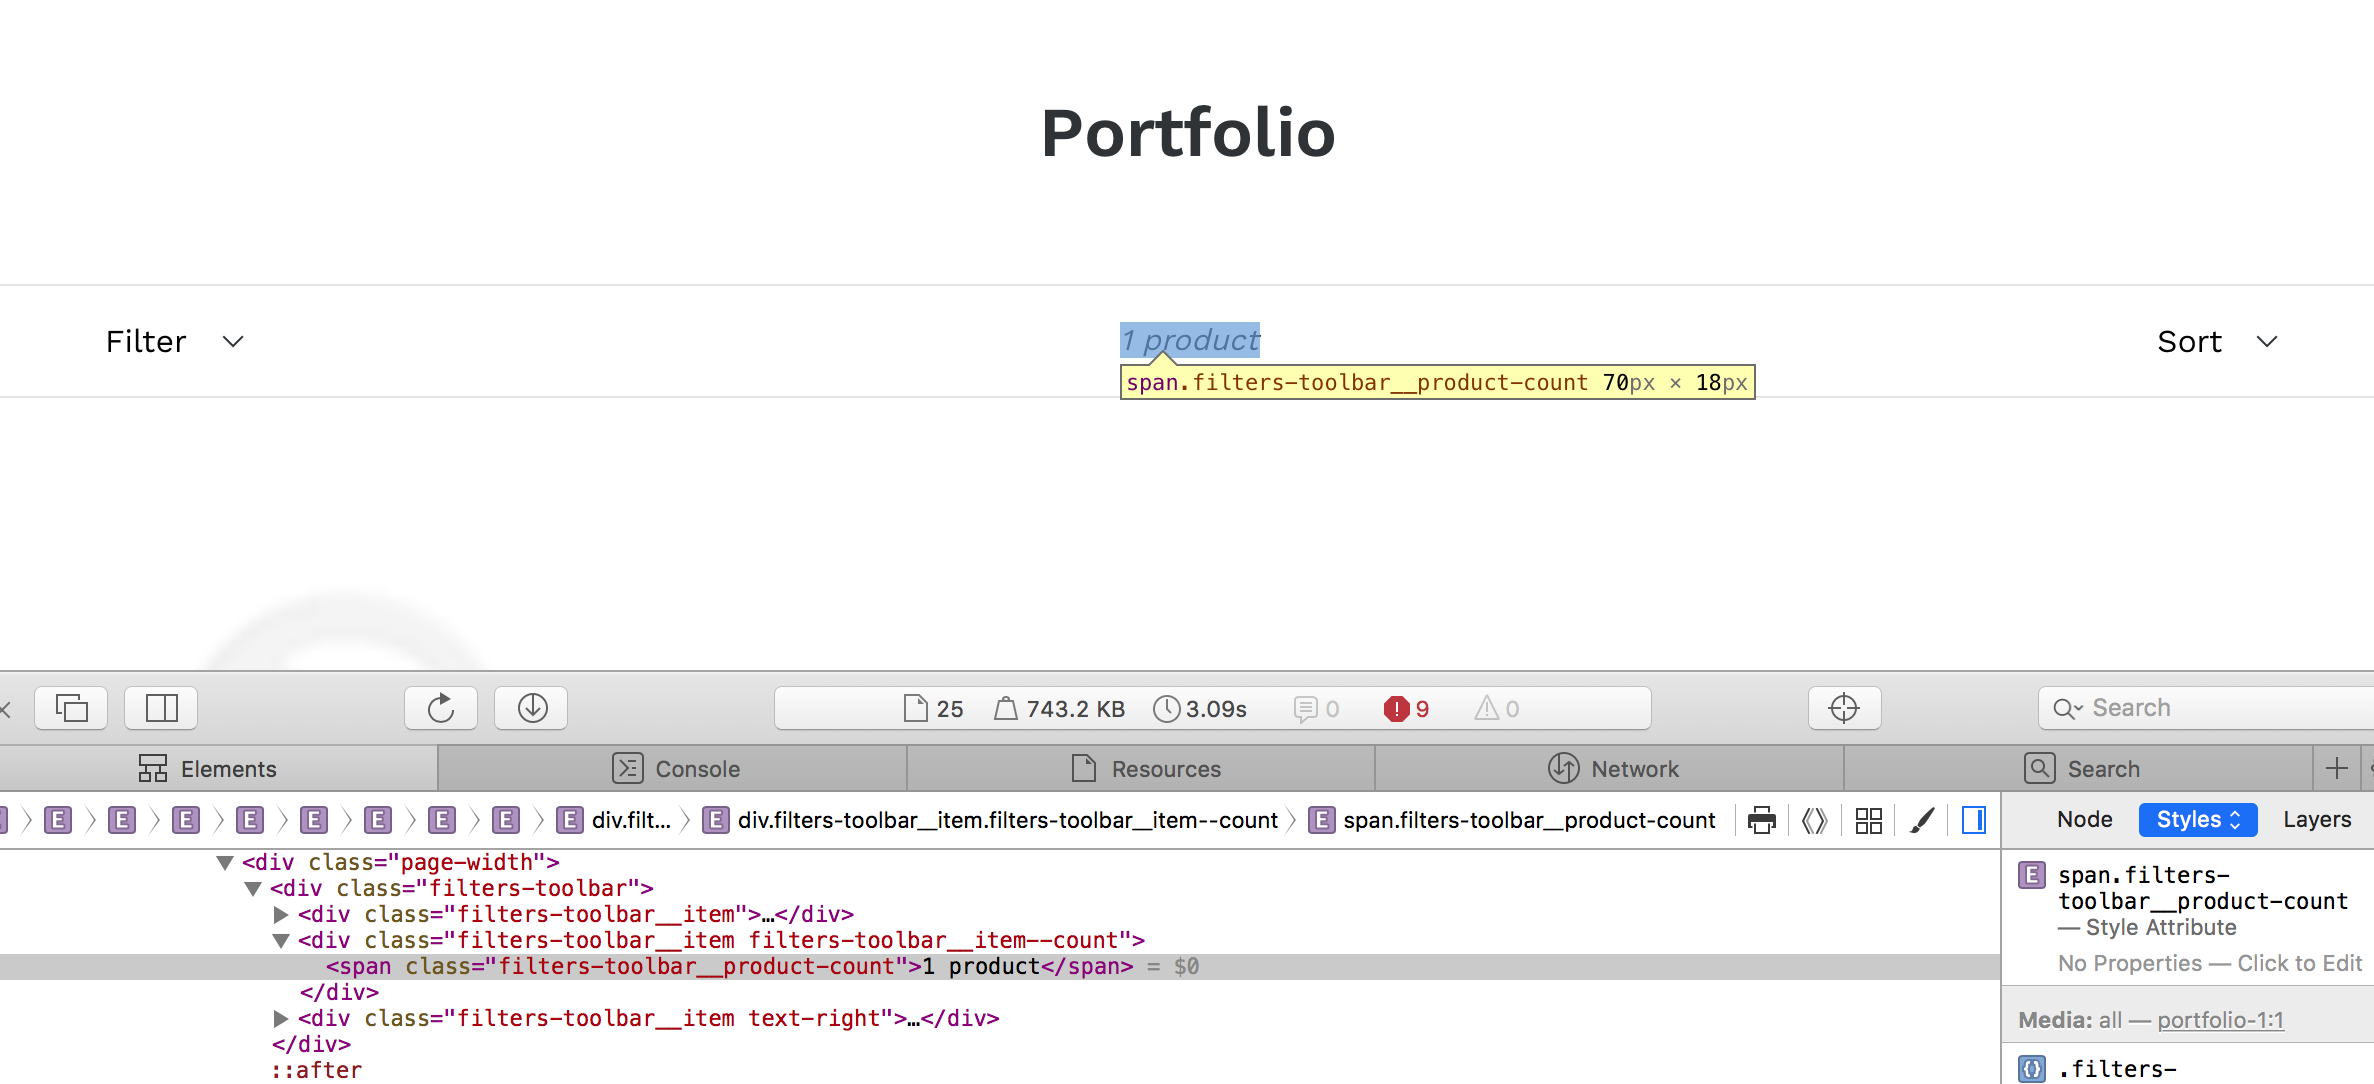 Portfolio
Filter
1 product
Sort
span.filters-toolbar__product-count 70px × 18px
25
743.2 KB
3.09s
0
9
0
Search
Elements
Console
Resources
Network
Search
E E E E E E E E E div.filt... E div.filters-toolbar__item.filters-toolbar__item--count E span.filters-toolbar__product-count
Node
Styles
Layers
<div class="page-width">
<div class="filters-toolbar">
<div class="filters-toolbar__item">…</div>
<div class="filters-toolbar__item filters-toolbar__item--count">
<span class="filters-toolbar__product-count">1 product</span> = $0
</div>
<div class="filters-toolbar__item text-right">…</div>
</div>
::after
E span.filters-
toolbar__product-count
— Style Attribute
No Properties — Click to Edit
Media: all — portfolio-1:1
{} .filters-